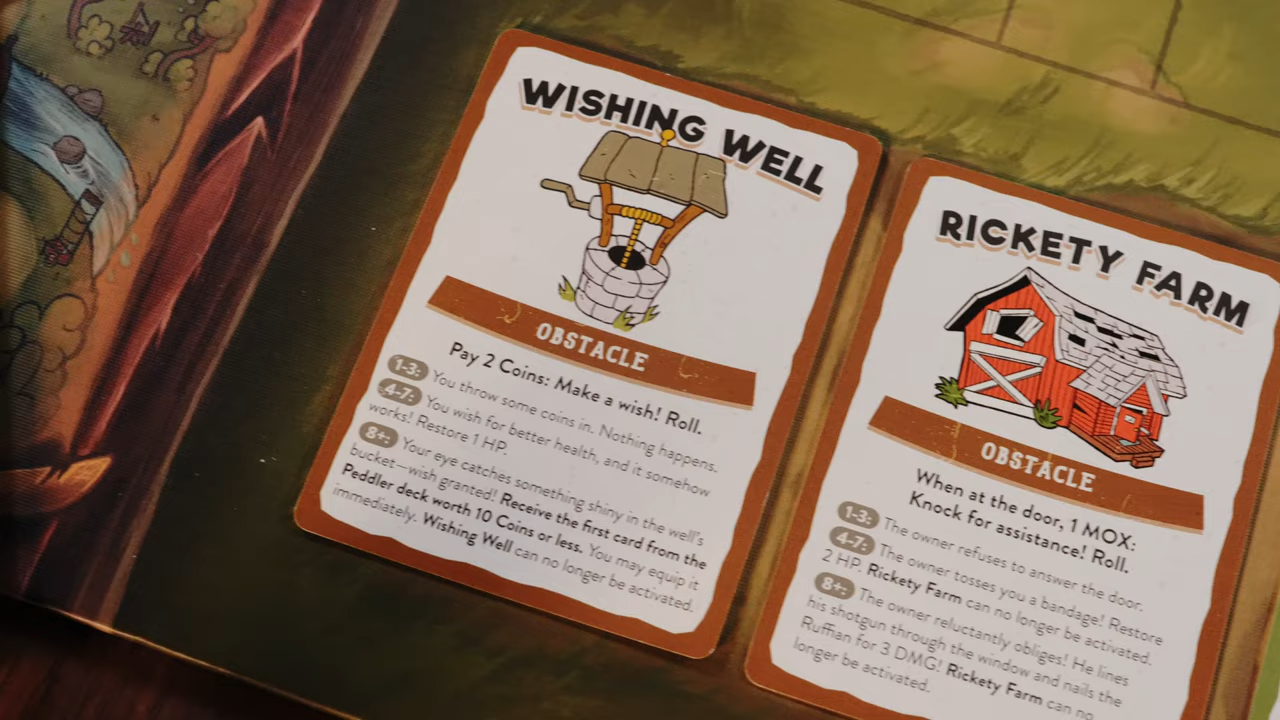 WISHING WELL
OBSTACLE
Pay 2 Coins: Make a wish! Roll.
1-3: You throw some coins in. Nothing happens.
4-7: You wish for better health, and it somehow
works! Restore 1 HP.
8+: Your eye catches something shiny in the well's
bucket—wish granted! Receive the first card from the
Peddler deck worth 10 Coins or less. You may equip it
immediately. Wishing Well can no longer be activated.
RICKETY FARM
OBSTACLE
When at the door, 1 MOX:
Knock for assistance! Roll.
1-3: The owner refuses to answer the door.
4-7: The owner tosses you a bandage! Restore
2 HP. Rickety Farm can no longer be activated.
8+: The owner reluctantly obliges! He lines
his shotgun through the window and nails the
Ruffian for 3 DMG! Rickety Farm can no
longer be activated.